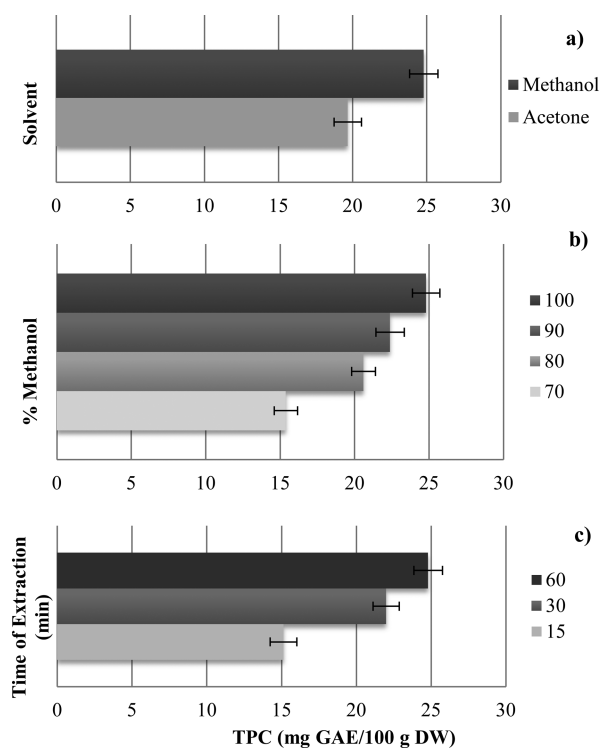 a)
Solvent
Methanol
Acetone
0 5 10 15 20 25 30
b)
% Methanol
100
90
80
70
0 5 10 15 20 25 30
c)
Time of Extraction
(min)
60
30
15
0 5 10 15 20 25 30
TPC (mg GAE/100 g DW)